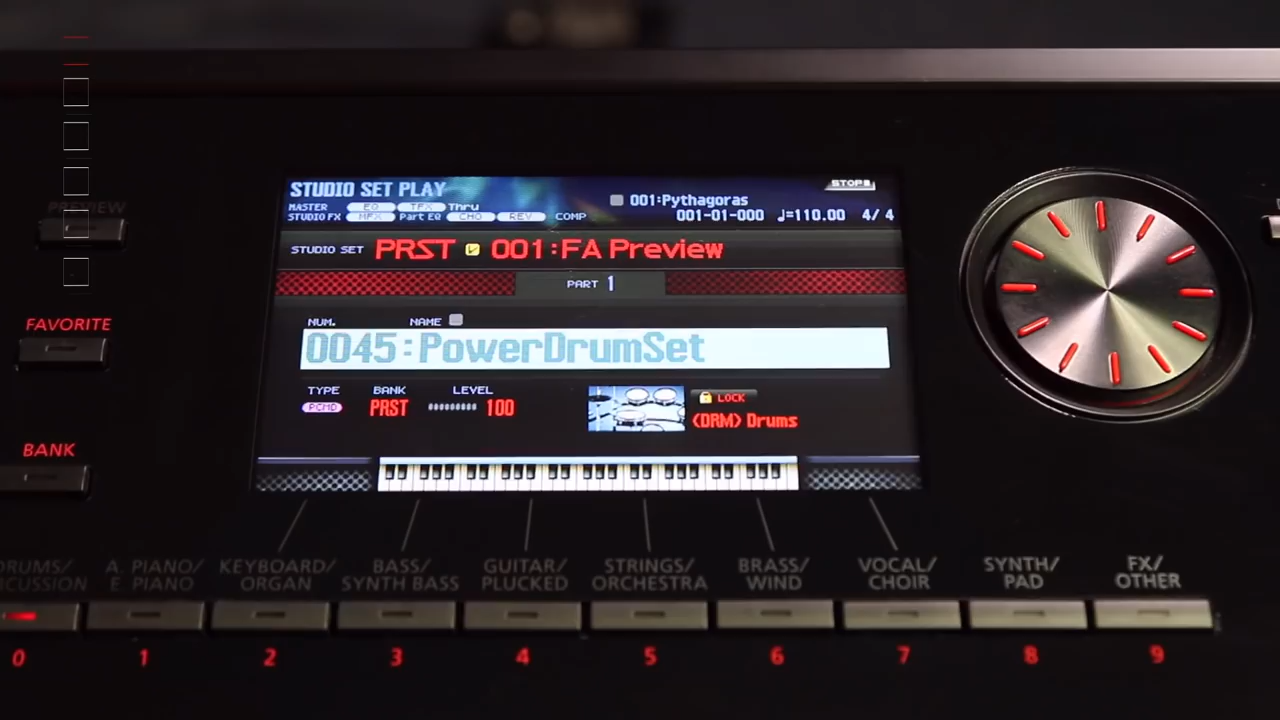 STUDIO SET PLAY
STOP
MASTER EQ TFX Thru
001:Pythagoras
STUDIO FX MFX Part EQ CHO REV COMP
001-01-000 ♩=110.00 4/ 4
STUDIO SET PRST 001:FA Preview
PART 1
PREVIEW
FAVORITE
BANK
NUM. NAME
0045:PowerDrumSet
TYPE BANK LEVEL
PCMD PRST 100
LOCK
(DRM) Drums
DRUMS/
CUSSION
A. PIANO/
E. PIANO
KEYBOARD/
ORGAN
BASS/
SYNTH BASS
GUITAR/
PLUCKED
STRINGS/
ORCHESTRA
BRASS/
WIND
VOCAL/
CHOIR
SYNTH/
PAD
FX/
OTHER
0 1 2 3 4 5 6 7 8 9